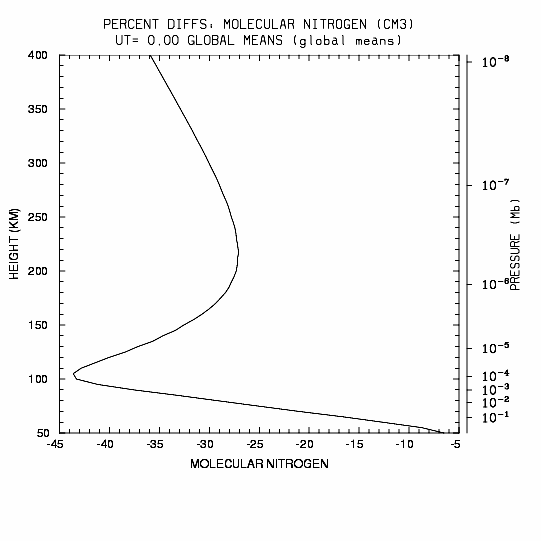 PERCENT DIFFS: MOLECULAR NITROGEN (CM3)
UT= 0.00 GLOBAL MEANS (global means)
400
350
300
250
200
150
100
50
HEIGHT (KM)
-45 -40 -35 -30 -25 -20 -15 -10 -5
MOLECULAR NITROGEN
10⁻⁸
10⁻⁷
10⁻⁶
10⁻⁵
10⁻⁴
10⁻³
10⁻²
10⁻¹
PRESSURE (Mb)